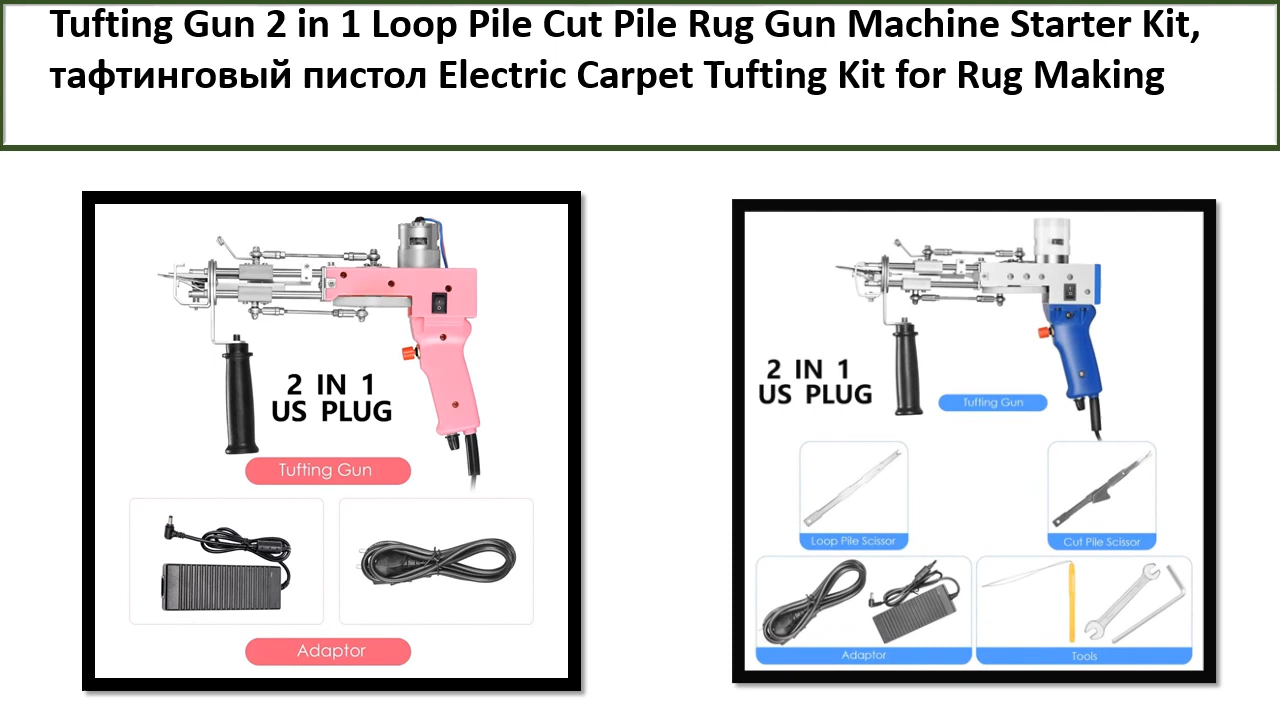 Tufting Gun 2 in 1 Loop Pile Cut Pile Rug Gun Machine Starter Kit,
тафтинговый пистол Electric Carpet Tufting Kit for Rug Making
2 IN 1
US PLUG
Tufting Gun
Adaptor
2 IN 1
US PLUG
Tufting Gun
Loop Pile Scissor
Cut Pile Scissor
Adaptor
Tools